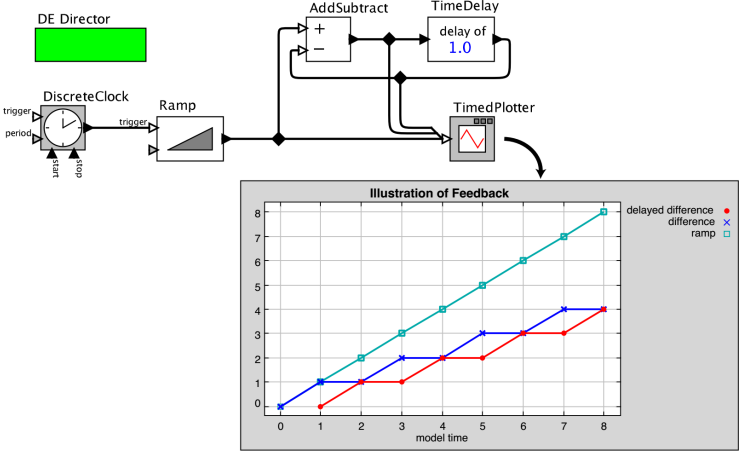 DE Director
AddSubtract
TimeDelay
+
−
delay of
1.0
DiscreteClock
trigger
period
start
stop
Ramp
trigger
TimedPlotter
Illustration of Feedback
delayed difference
difference
ramp
8
7
6
5
4
3
2
1
0
0 1 2 3 4 5 6 7 8
model time